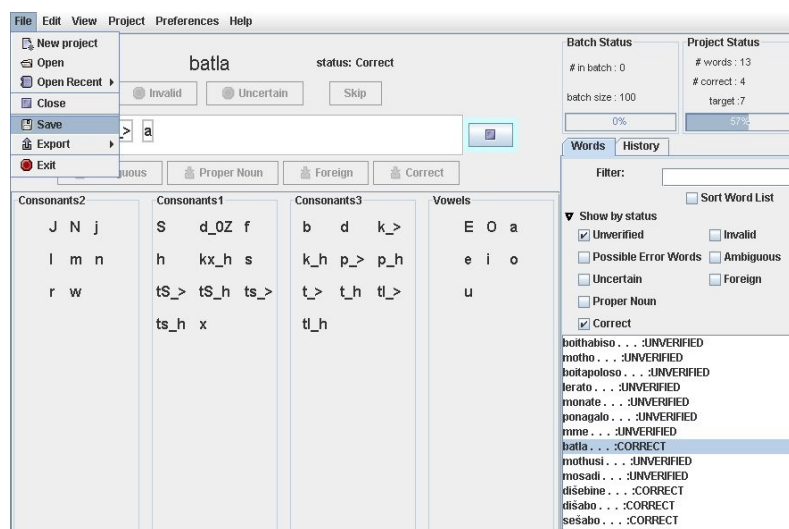 File Edit View Project Preferences Help
New project
Open
Open Recent
Close
Save
Export
Exit
batla
status: Correct
Invalid Uncertain Skip
_> a
Proper Noun Foreign Correct
Consonants2 Consonants1 Consonants3 Vowels
J N j S d_0Z f b d k_> E O a
l m n h kx_h s k_h p_> p_h e i o
r w tS_> tS_h ts_> t_> t_h tl_> u
ts_h x tl_h
Batch Status
# in batch : 0
batch size : 100
0%
Project Status
# words : 13
# correct : 4
target :7
57%
Words History
Filter:
Sort Word List
Show by status
Unverified Invalid
Possible Error Words Ambiguous
Uncertain Foreign
Proper Noun
Correct
boithabiso . . . :UNVERIFIED
motho . . . :UNVERIFIED
boitapoloso . . . :UNVERIFIED
lerato . . . :UNVERIFIED
monate . . . :UNVERIFIED
ponagalo . . . :UNVERIFIED
mme . . . :UNVERIFIED
batla . . . :CORRECT
mothusi . . . :UNVERIFIED
mosadi . . . :UNVERIFIED
dišebine . . . :CORRECT
dišabo . . . :CORRECT
sešabo . . . :CORRECT